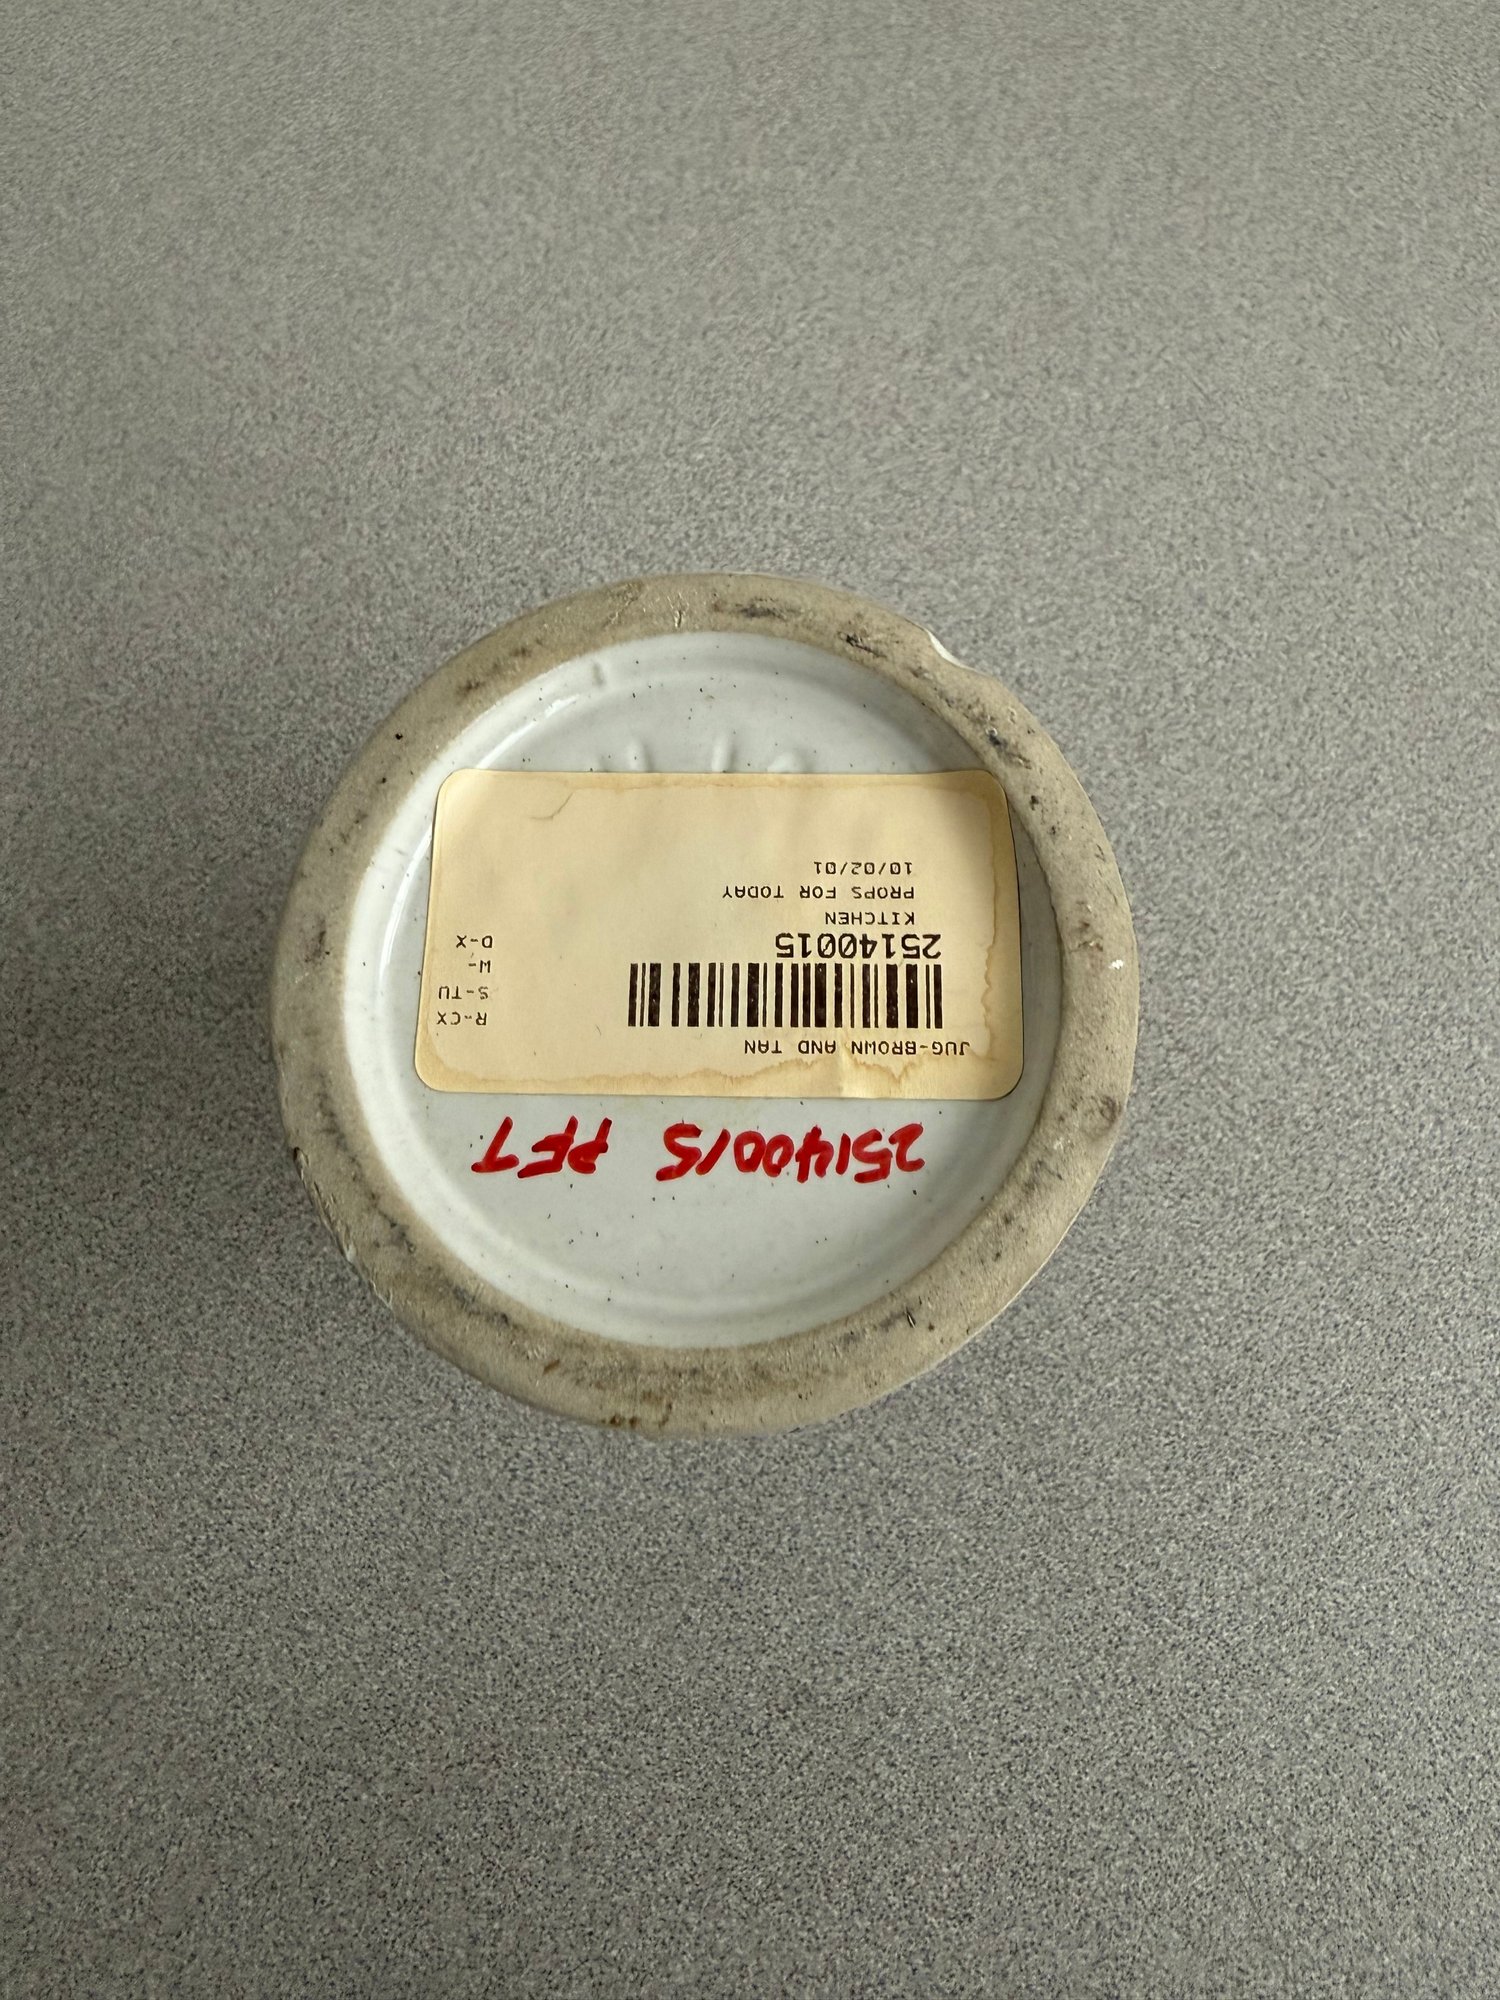 25140015 PFT
JUG-BROWN AND TAN
25140015
KITCHEN
PROPS FOR TODAY
10/02/01
R-CX
S-TU
W-
D-X